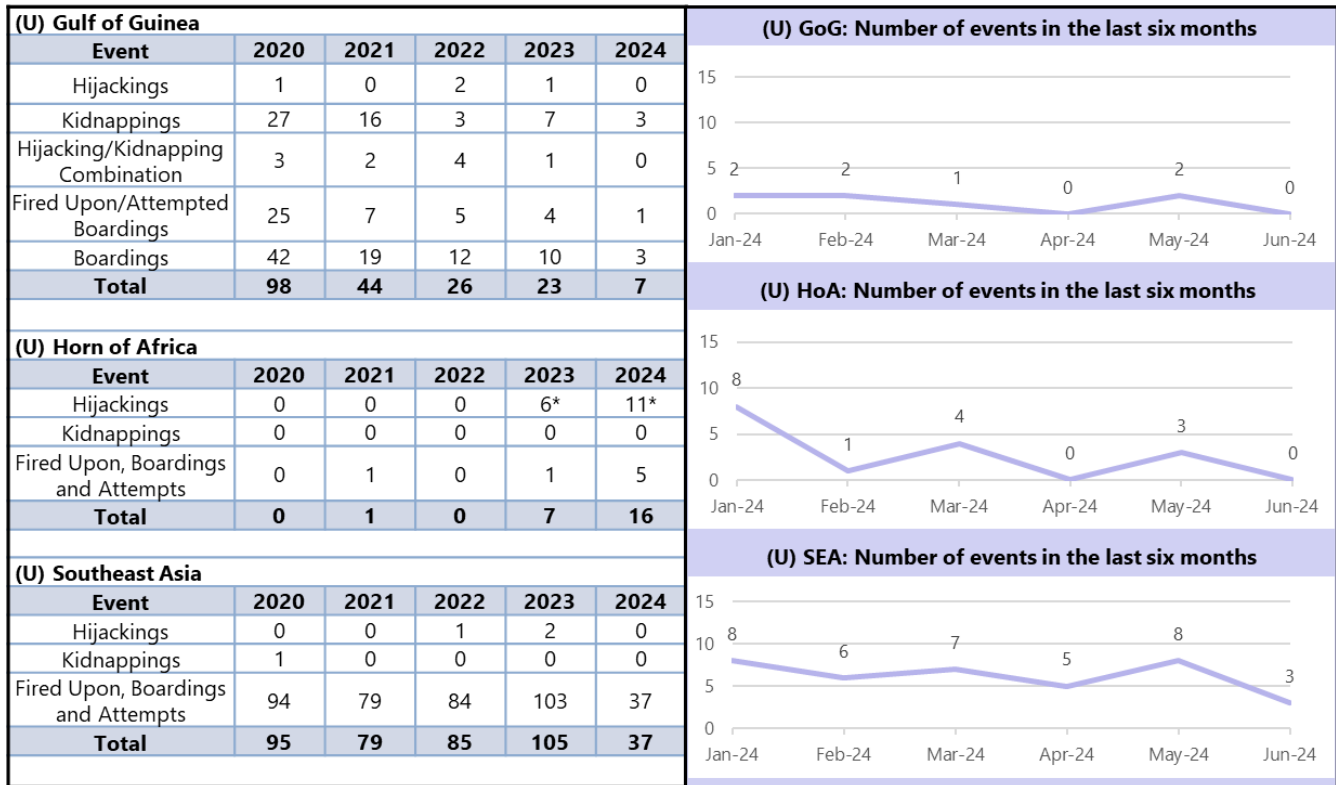 (U) Gulf of Guinea
Event 2020 2021 2022 2023 2024
Hijackings 1 0 2 1 0
Kidnappings 27 16 3 7 3
Hijacking/Kidnapping
Combination 3 2 4 1 0
Fired Upon/Attempted
Boardings 25 7 5 4 1
Boardings 42 19 12 10 3
Total 98 44 26 23 7
(U) Horn of Africa
Event 2020 2021 2022 2023 2024
Hijackings 0 0 0 6* 11*
Kidnappings 0 0 0 0 0
Fired Upon, Boardings
and Attempts 0 1 0 1 5
Total 0 1 0 7 16
(U) Southeast Asia
Event 2020 2021 2022 2023 2024
Hijackings 0 0 1 2 0
Kidnappings 1 0 0 0 0
Fired Upon, Boardings
and Attempts 94 79 84 103 37
Total 95 79 85 105 37
(U) GoG: Number of events in the last six months
15
10
5
0
2 2 1 0 2 0
Jan-24 Feb-24 Mar-24 Apr-24 May-24 Jun-24
(U) HoA: Number of events in the last six months
15
10
5
0
8 1 4 0 3 0
Jan-24 Feb-24 Mar-24 Apr-24 May-24 Jun-24
(U) SEA: Number of events in the last six months
15
10
5
0
8 6 7 5 8 3
Jan-24 Feb-24 Mar-24 Apr-24 May-24 Jun-24